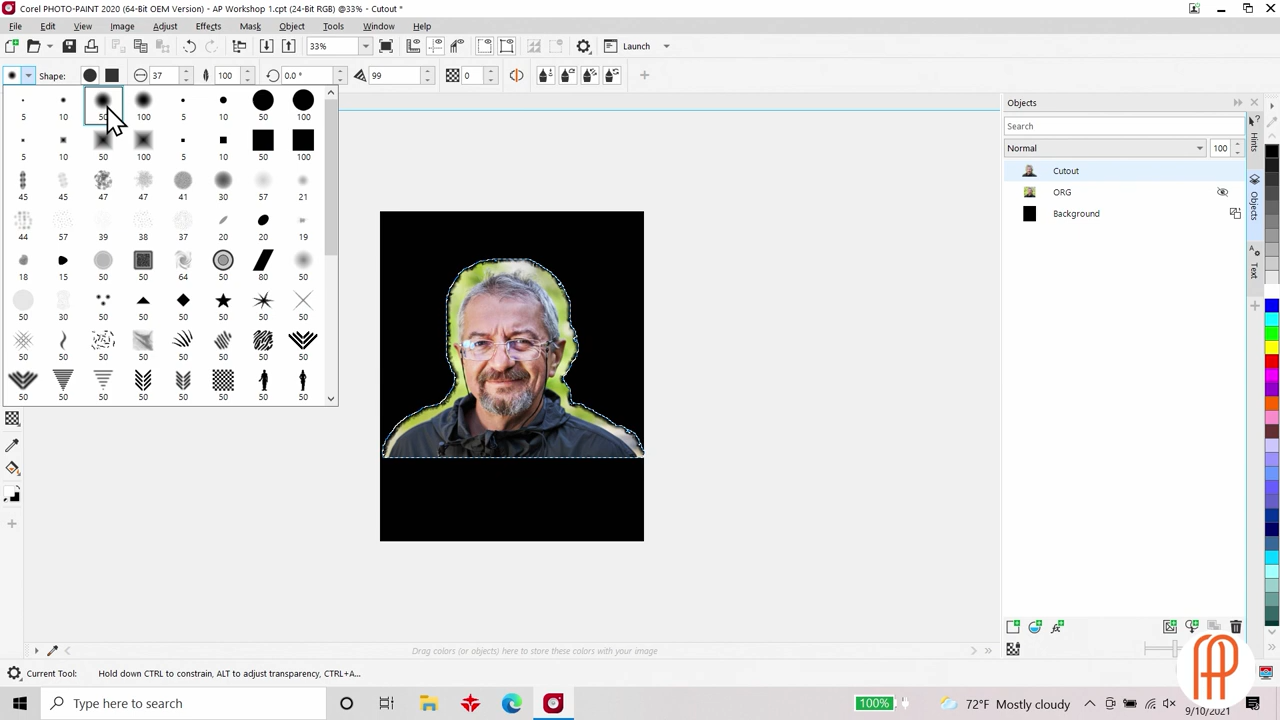 Corel PHOTO-PAINT 2020 (64-Bit OEM Version) - AP Workshop 1.cpt (24-Bit RGB) @33% - Cutout *
File Edit View Image Adjust Effects Mask Object Tools Window Help
33% Launch
Shape: 37 100 0.0 ° 99 0
5 10 50 100 5 10 50 100
5 10 50 100 5 10 50 100
45 45 47 47 41 30 57 21
44 57 39 38 37 20 20 19
18 15 50 50 64 50 80 50
50 30 50 50 50 50 50 50
50 50 50 50 50 50 50 50
50 50 50 50 50 50 50 50
Objects
Search
Normal 100
Cutout
ORG
Background
Hints
Objects
Text
Drag colors (or objects) here to store these colors with your image
Current Tool: Hold down CTRL to constrain, ALT to adjust transparency, CTRL+A...
AP
Type here to search
100% 72°F Mostly cloudy
9/10/2021